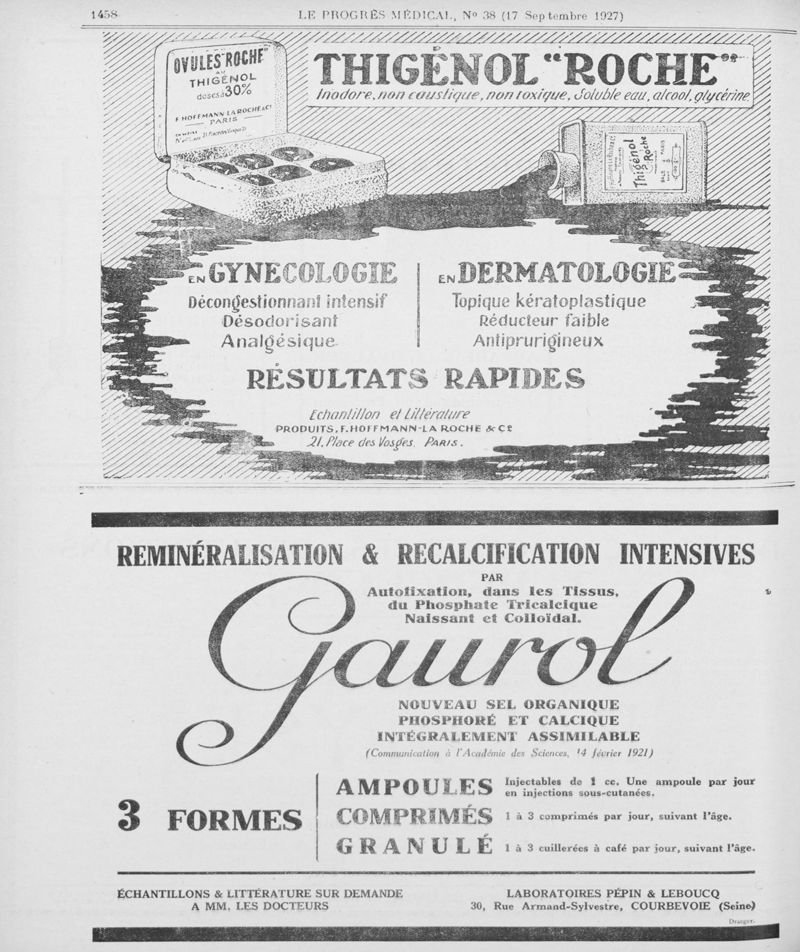 1458
LE PROGRÈS MÉDICAL, No 38 (17 Septembre 1927)
OVULES "ROCHE"
AU
THIGÉNOL
dosés à 30%
F. HOFFMANN-LA ROCHE & Cº
PARIS
THIGÉNOL "ROCHE"
Inodore, non caustique, non toxique, Soluble eau, alcool, glycérine
Thigénol
Roche
EN GYNECOLOGIE
Décongestionnant intensif
Désodorisant
Analgésique
EN DERMATOLOGIE
Topique kératoplastique
Réducteur faible
Antiprurigineux
RÉSULTATS RAPIDES
Echantillon et Littérature
PRODUITS, F. HOFFMANN-LA ROCHE & Cº
21, Place des Vosges, PARIS.
REMINÉRALISATION & RECALCIFICATION INTENSIVES
PAR
Autofixation, dans les Tissus,
du Phosphate Tricalcique
Naissant et Colloïdal.
Gaurol
NOUVEAU SEL ORGANIQUE
PHOSPHORÉ ET CALCIQUE
INTÉGRALEMENT ASSIMILABLE
(Communication à l'Académie des Sciences, 14 février 1921)
3 FORMES
AMPOULES Injectables de 1 cc. Une ampoule par jour
en injections sous-cutanées.
COMPRIMÉS 1 à 3 comprimés par jour, suivant l'âge.
GRANULÉ 1 à 3 cuillerées à café par jour, suivant l'âge.
ÉCHANTILLONS & LITTÉRATURE SUR DEMANDE
A MM. LES DOCTEURS
LABORATOIRES PÉPIN & LEBOUCQ
30, Rue Armand-Sylvestre, COURBEVOIE (Seine)
Dranger.